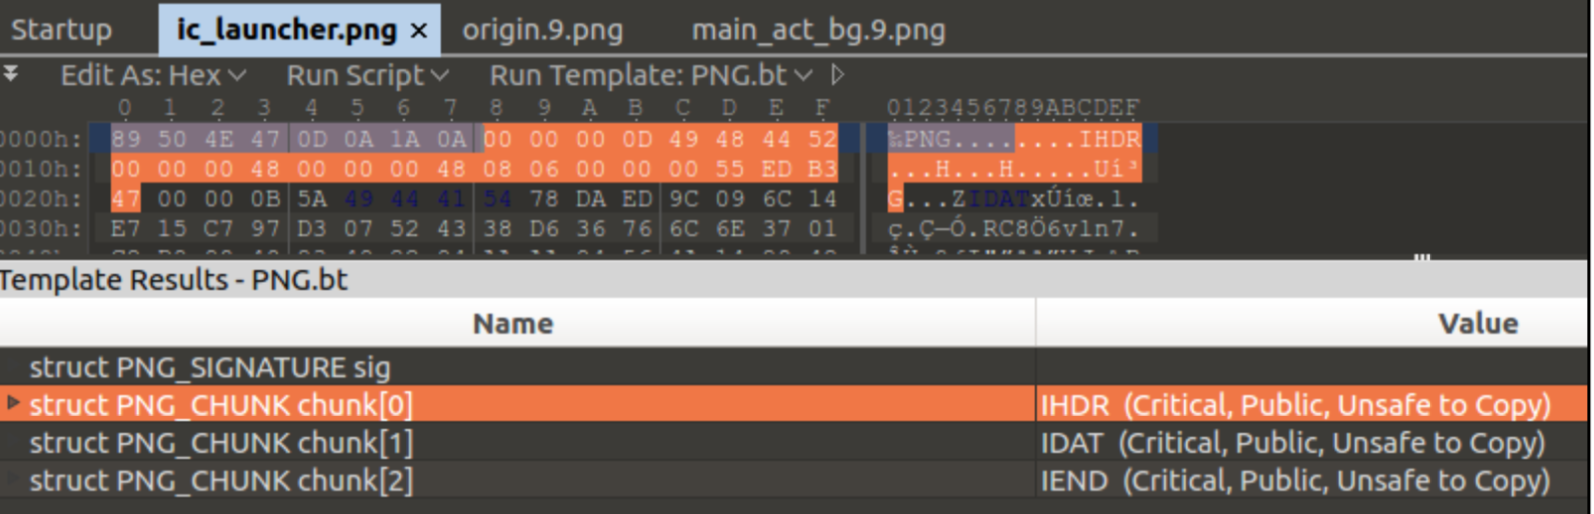 Startup ic_launcher.png × origin.9.png main_act_bg.9.png
Edit As: Hex Run Script Run Template: PNG.bt
0 1 2 3 4 5 6 7 8 9 A B C D E F 0123456789ABCDEF
0000h: 89 50 4E 47 0D 0A 1A 0A 00 00 00 0D 49 48 44 52 ‰PNG........IHDR
0010h: 00 00 00 48 00 00 00 48 08 06 00 00 00 55 ED B3 ...H...H.....Uí³
0020h: 47 00 00 0B 5A 49 44 41 54 78 DA ED 9C 09 6C 14 G...ZIDATxÚíœ.l.
0030h: E7 15 C7 97 D3 07 52 43 38 D6 36 76 6C 6E 37 01 ç.Ç—Ó.RC8Ö6vln7.
Template Results - PNG.bt
Name Value
struct PNG_SIGNATURE sig
struct PNG_CHUNK chunk[0] IHDR (Critical, Public, Unsafe to Copy)
struct PNG_CHUNK chunk[1] IDAT (Critical, Public, Unsafe to Copy)
struct PNG_CHUNK chunk[2] IEND (Critical, Public, Unsafe to Copy)